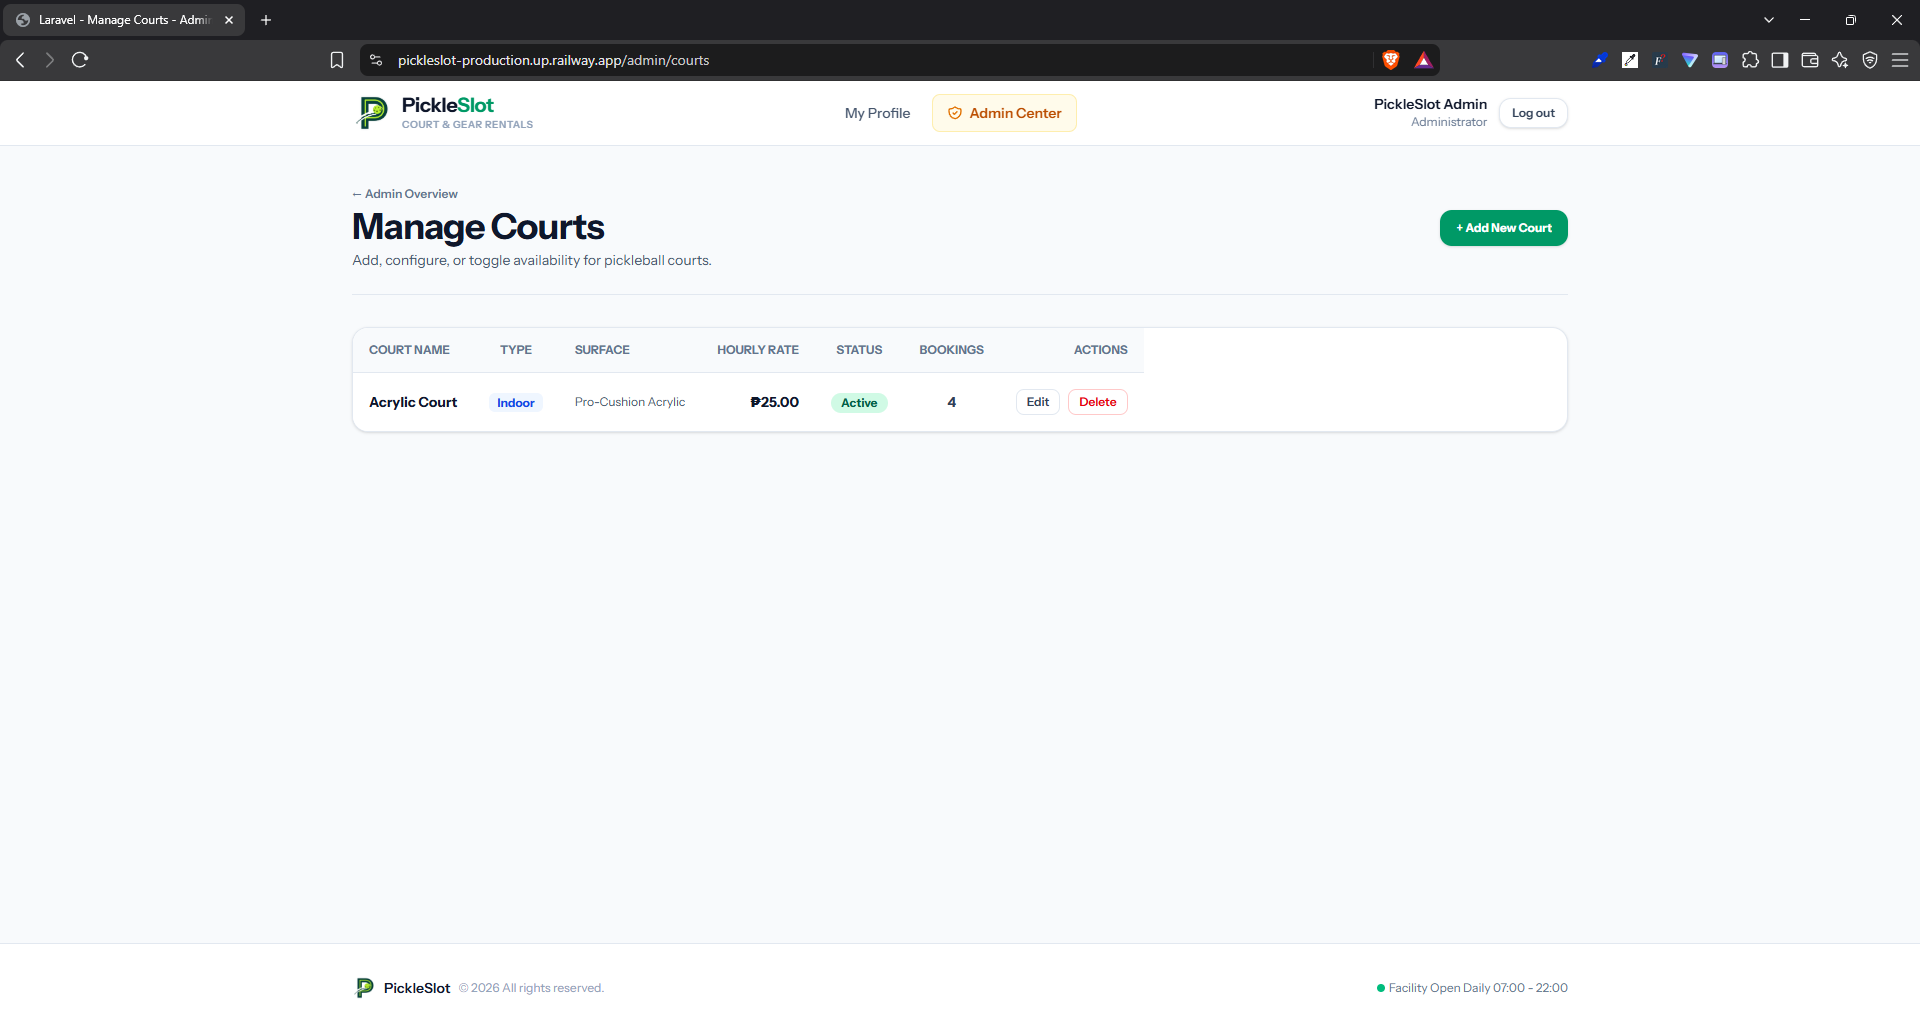 Laravel - Manage Courts - Admi
pickleslot-production.up.railway.app/admin/courts
PickleSlot
COURT & GEAR RENTALS
My Profile
Admin Center
PickleSlot Admin
Administrator
Log out
← Admin Overview
Manage Courts
Add, configure, or toggle availability for pickleball courts.
+ Add New Court
COURT NAME TYPE SURFACE HOURLY RATE STATUS BOOKINGS ACTIONS
Acrylic Court Indoor Pro-Cushion Acrylic ₱25.00 Active 4 Edit Delete
PickleSlot © 2026 All rights reserved.
Facility Open Daily 07:00 - 22:00